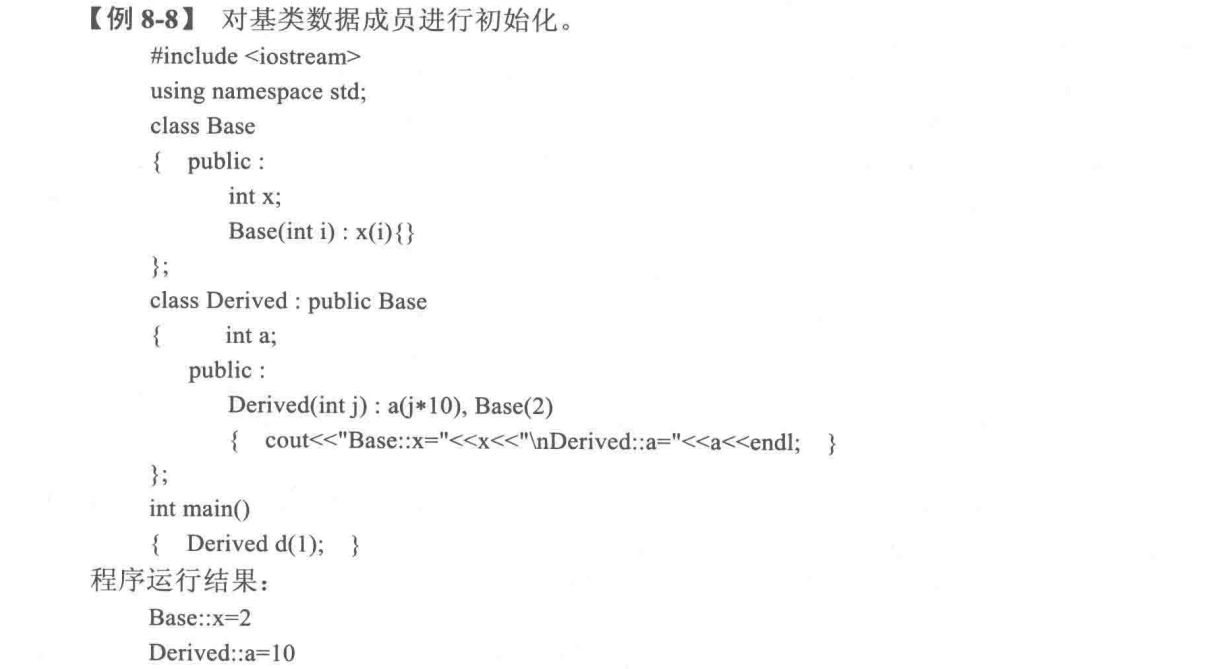 【例 8-8】 对基类数据成员进行初始化。
#include <iostream>
using namespace std;
class Base
{ public :
int x;
Base(int i) : x(i){}
};
class Derived : public Base
{ int a;
public :
Derived(int j) : a(j*10), Base(2)
{ cout<<"Base::x="<<x<<"\nDerived::a="<<a<<endl; }
};
int main()
{ Derived d(1); }
程序运行结果：
Base::x=2
Derived::a=10